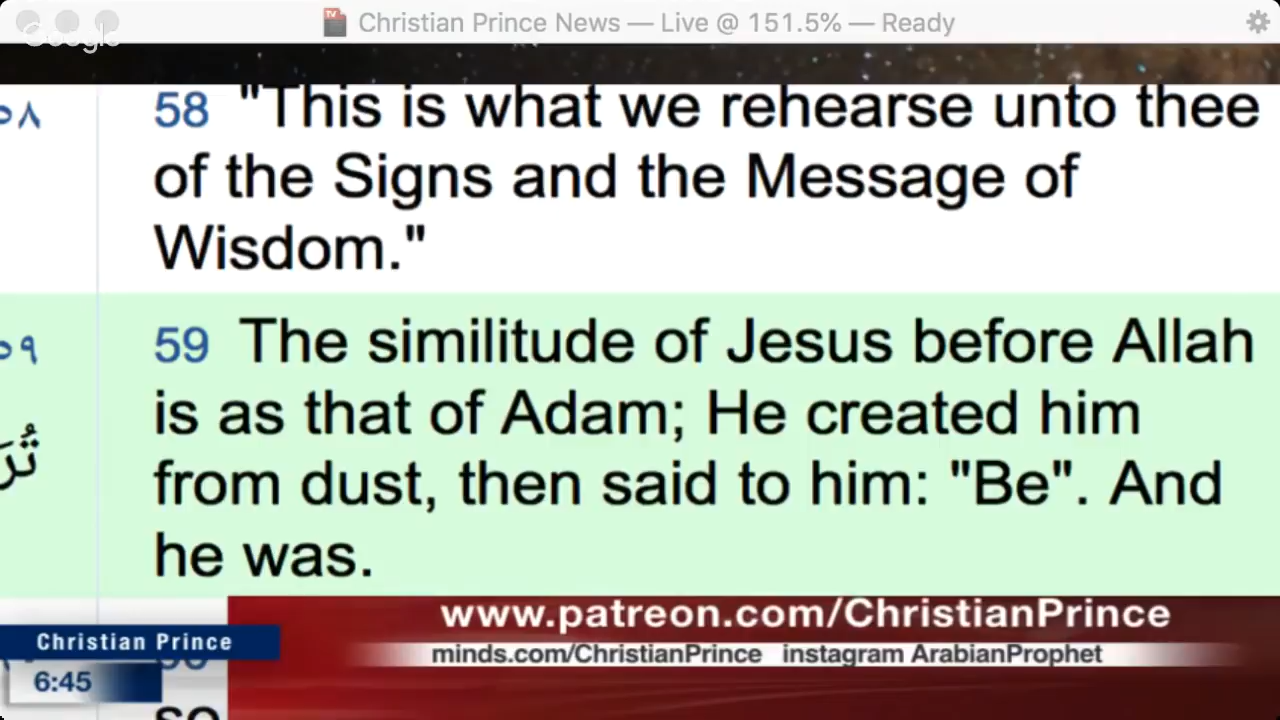 Christian Prince News — Live @ 151.5% — Ready
Google
٥٨
58 "This is what we rehearse unto thee
of the Signs and the Message of
Wisdom."
٥٩
59 The similitude of Jesus before Allah
is as that of Adam; He created him
from dust, then said to him: "Be". And
he was.
www.patreon.com/ChristianPrince
minds.com/ChristianPrince instagram ArabianProphet
Christian Prince
6:45
so